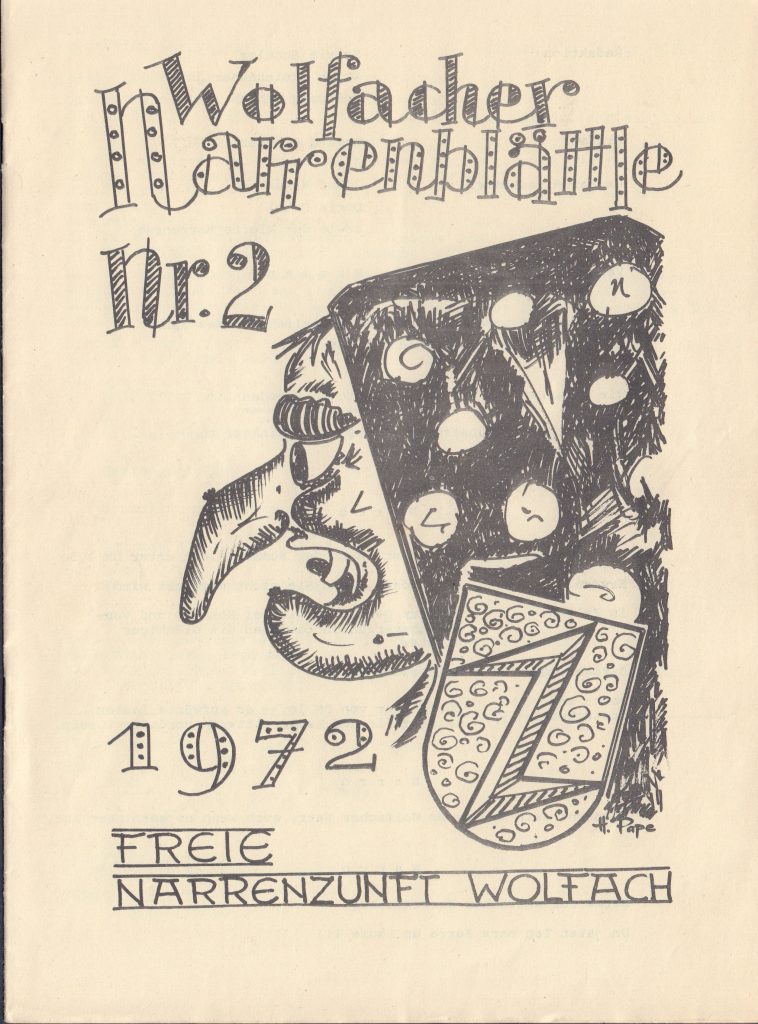 Wolfacher
Narrenblättle
nr. 2
n
1972
H. Pape
FREIE
NARRENZUNFT WOLFACH